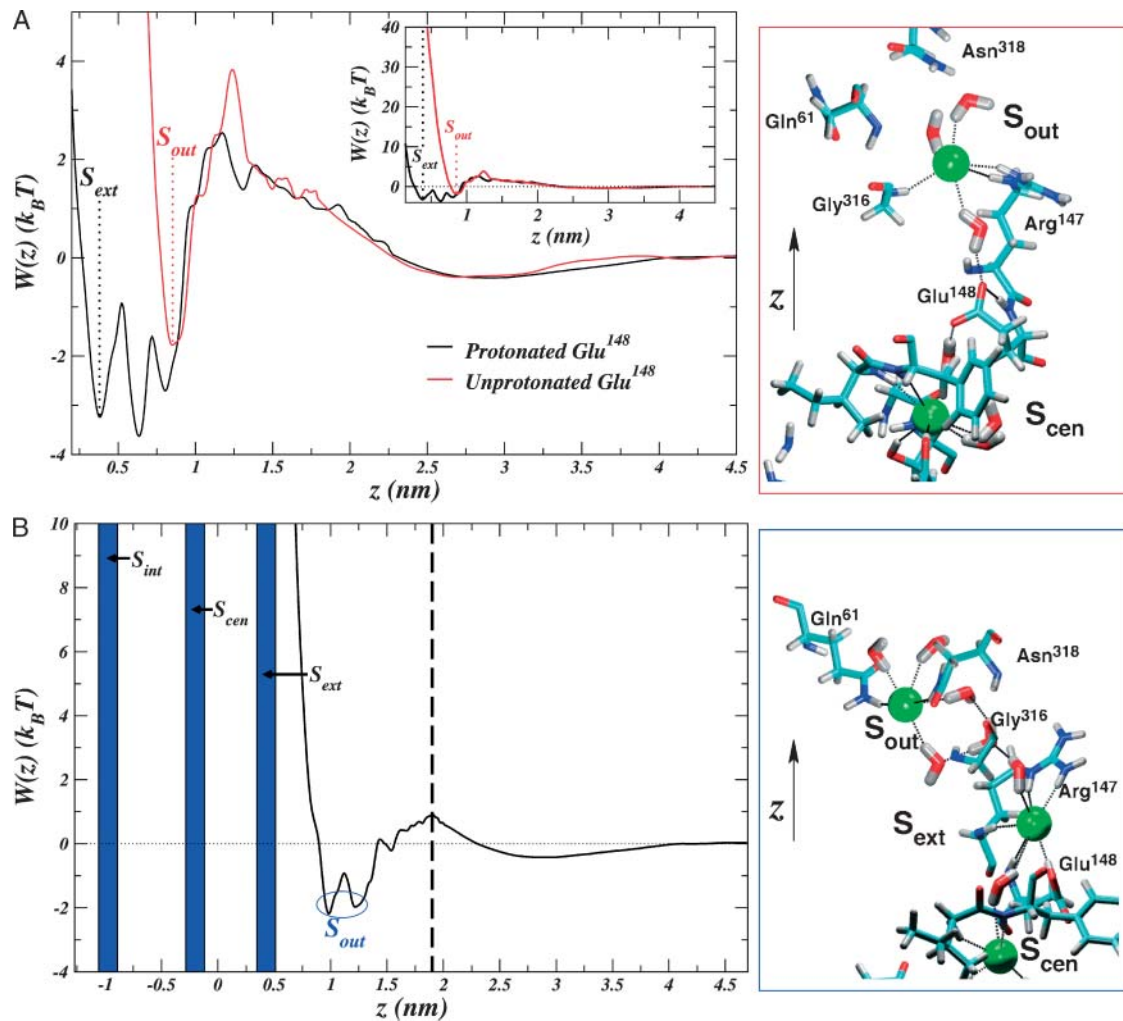 A
W(z) (k_BT)
4
2
0
-2
-4
S_ext
S_out
0.5 1 1.5 2 2.5 3 3.5 4 4.5
z (nm)
Protonated Glu^148
Unprotonated Glu^148
W(z) (k_BT)
40
30
20
10
0
S_ext
S_out
0 1 2 3 4
z (nm)
Asn^318
Gln^61
S_out
Gly^316
Arg^147
z
Glu^148
S_cen
B
W(z) (k_BT)
10
8
6
4
2
0
-2
-4
S_int
S_cen
S_ext
S_out
-1 -0.5 0 0.5 1 1.5 2 2.5 3 3.5 4 4.5
z (nm)
Gln^61
Asn^318
Gly^316
S_out
z
Arg^147
S_ext
Glu^148
S_cen